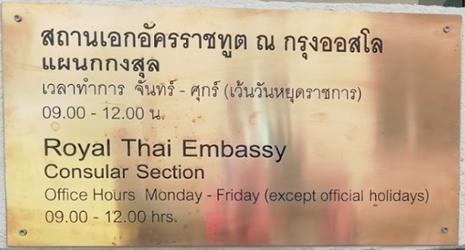 สถานเอกอัครราชทูต ณ กรุงออสโล
แผนกกงสุล
เวลาทำการ จันทร์ - ศุกร์ (เว้นวันหยุดราชการ)
09.00 - 12.00 น.
Royal Thai Embassy
Consular Section
Office Hours Monday - Friday (except official holidays)
09.00 - 12.00 hrs.